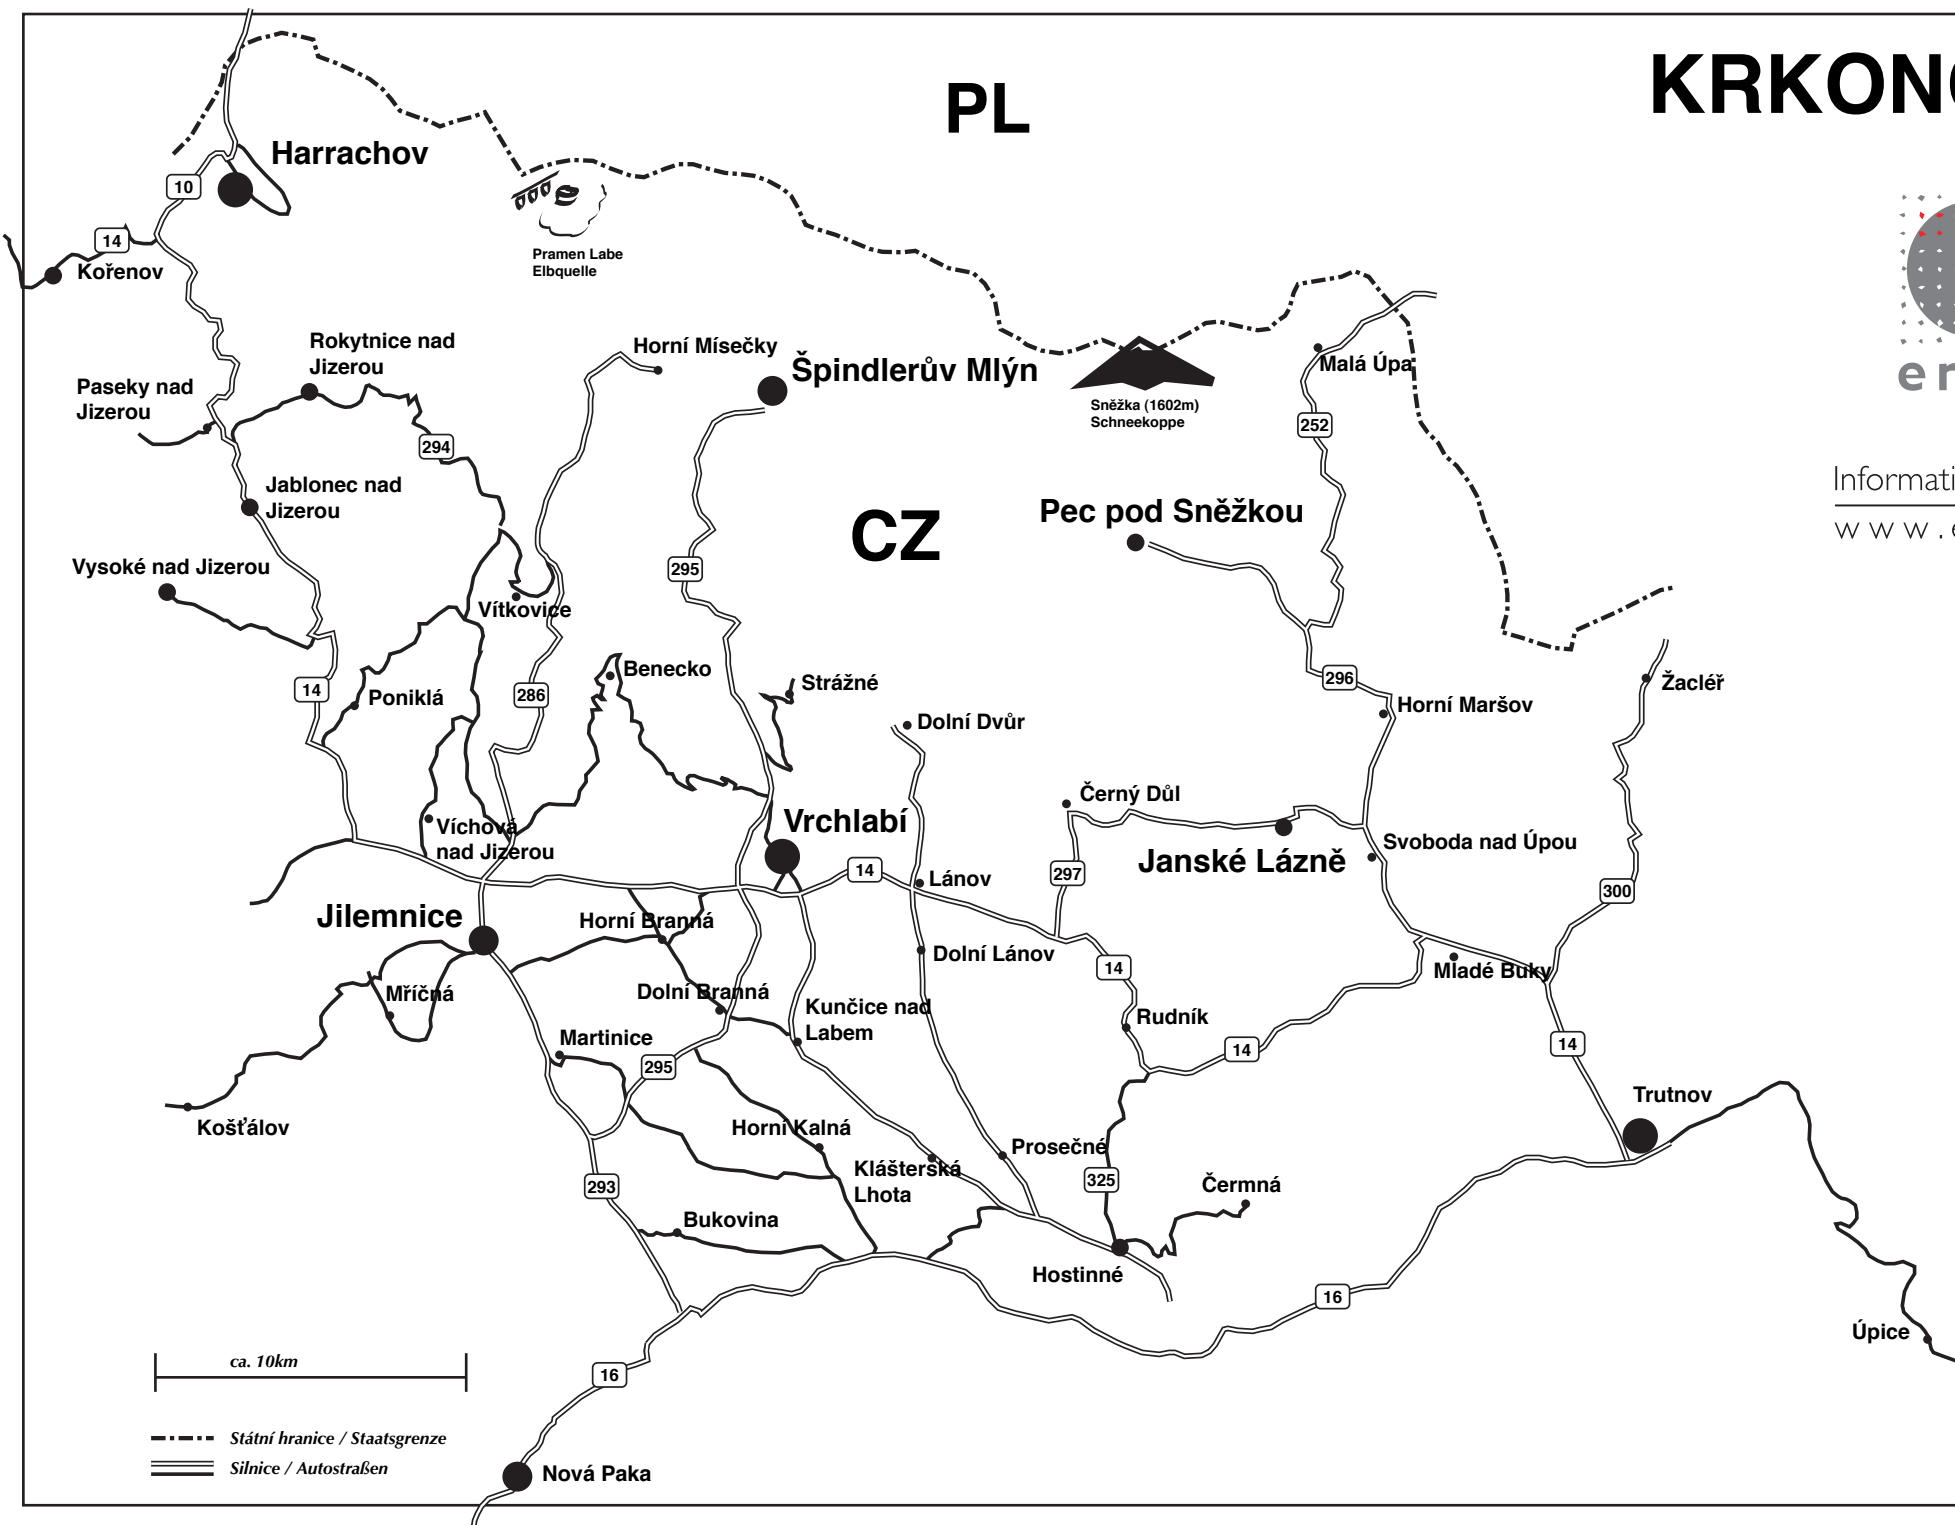 KRKONO
PL
Harrachov
10
14
Kořenov
Pramen Labe
Elbquelle
Rokytnice nad
Jizerou
Horní Mísečky
Špindlerův Mlýn
Malá Úpa
Paseky nad
Jizerou
Sněžka (1602m)
Schneekoppe
252
294
er
Jablonec nad
Jizerou
Informati
www.e
CZ
Pec pod Sněžkou
Vysoké nad Jizerou
295
Vítkovice
Benecko
Strážné
296
Žacléř
14
Poniklá
286
Horní Maršov
Dolní Dvůr
Černý Důl
Vrchlabí
Víchová
nad Jizerou
Svoboda nad Úpou
Janské Lázně
14
297
Lánov
300
Jilemnice
Horní Branná
Dolní Lánov
14
Mladé Buky
Mříčná
Dolní Branná
Kunčice nad
Labem
Rudník
Martinice
14
14
295
Trutnov
Košťálov
Horní Kalná
Prosečné
Klášterská
Lhota
325
Čermná
293
Bukovina
Hostinné
16
Úpice
ca. 10km
16
Státní hranice / Staatsgrenze
Silnice / Autostraßen
Nová Paka